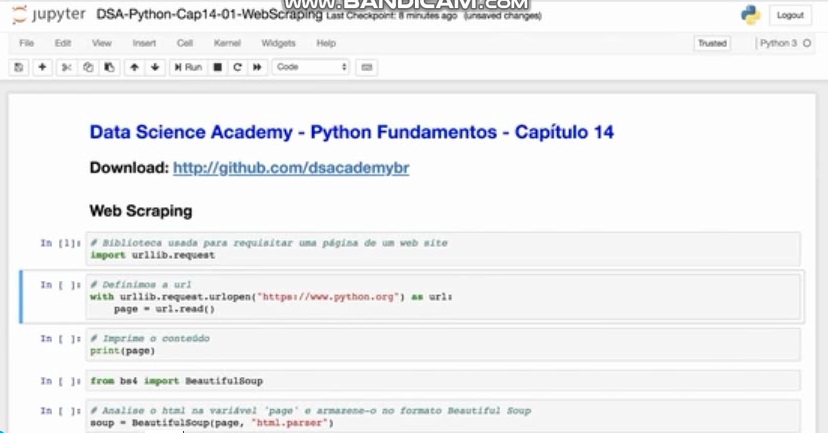 WWW.BANDICAM.COM
jupyter DSA-Python-Cap14-01-WebScraping Last Checkpoint: 8 minutes ago (unsaved changes) Logout
File Edit View Insert Cell Kernel Widgets Help Trusted Python 3
Run Code
Data Science Academy - Python Fundamentos - Capítulo 14
Download: http://github.com/dsacademybr
Web Scraping
In [1]: # Biblioteca usada para requisitar uma página de um web site
import urllib.request
In [ ]: # Definimos a url
with urllib.request.urlopen("https://www.python.org") as url:
page = url.read()
In [ ]: # Imprime o conteúdo
print(page)
In [ ]: from bs4 import BeautifulSoup
In [ ]: # Analise o html na variável 'page' e armazene-o no formato Beautiful Soup
soup = BeautifulSoup(page, "html.parser")